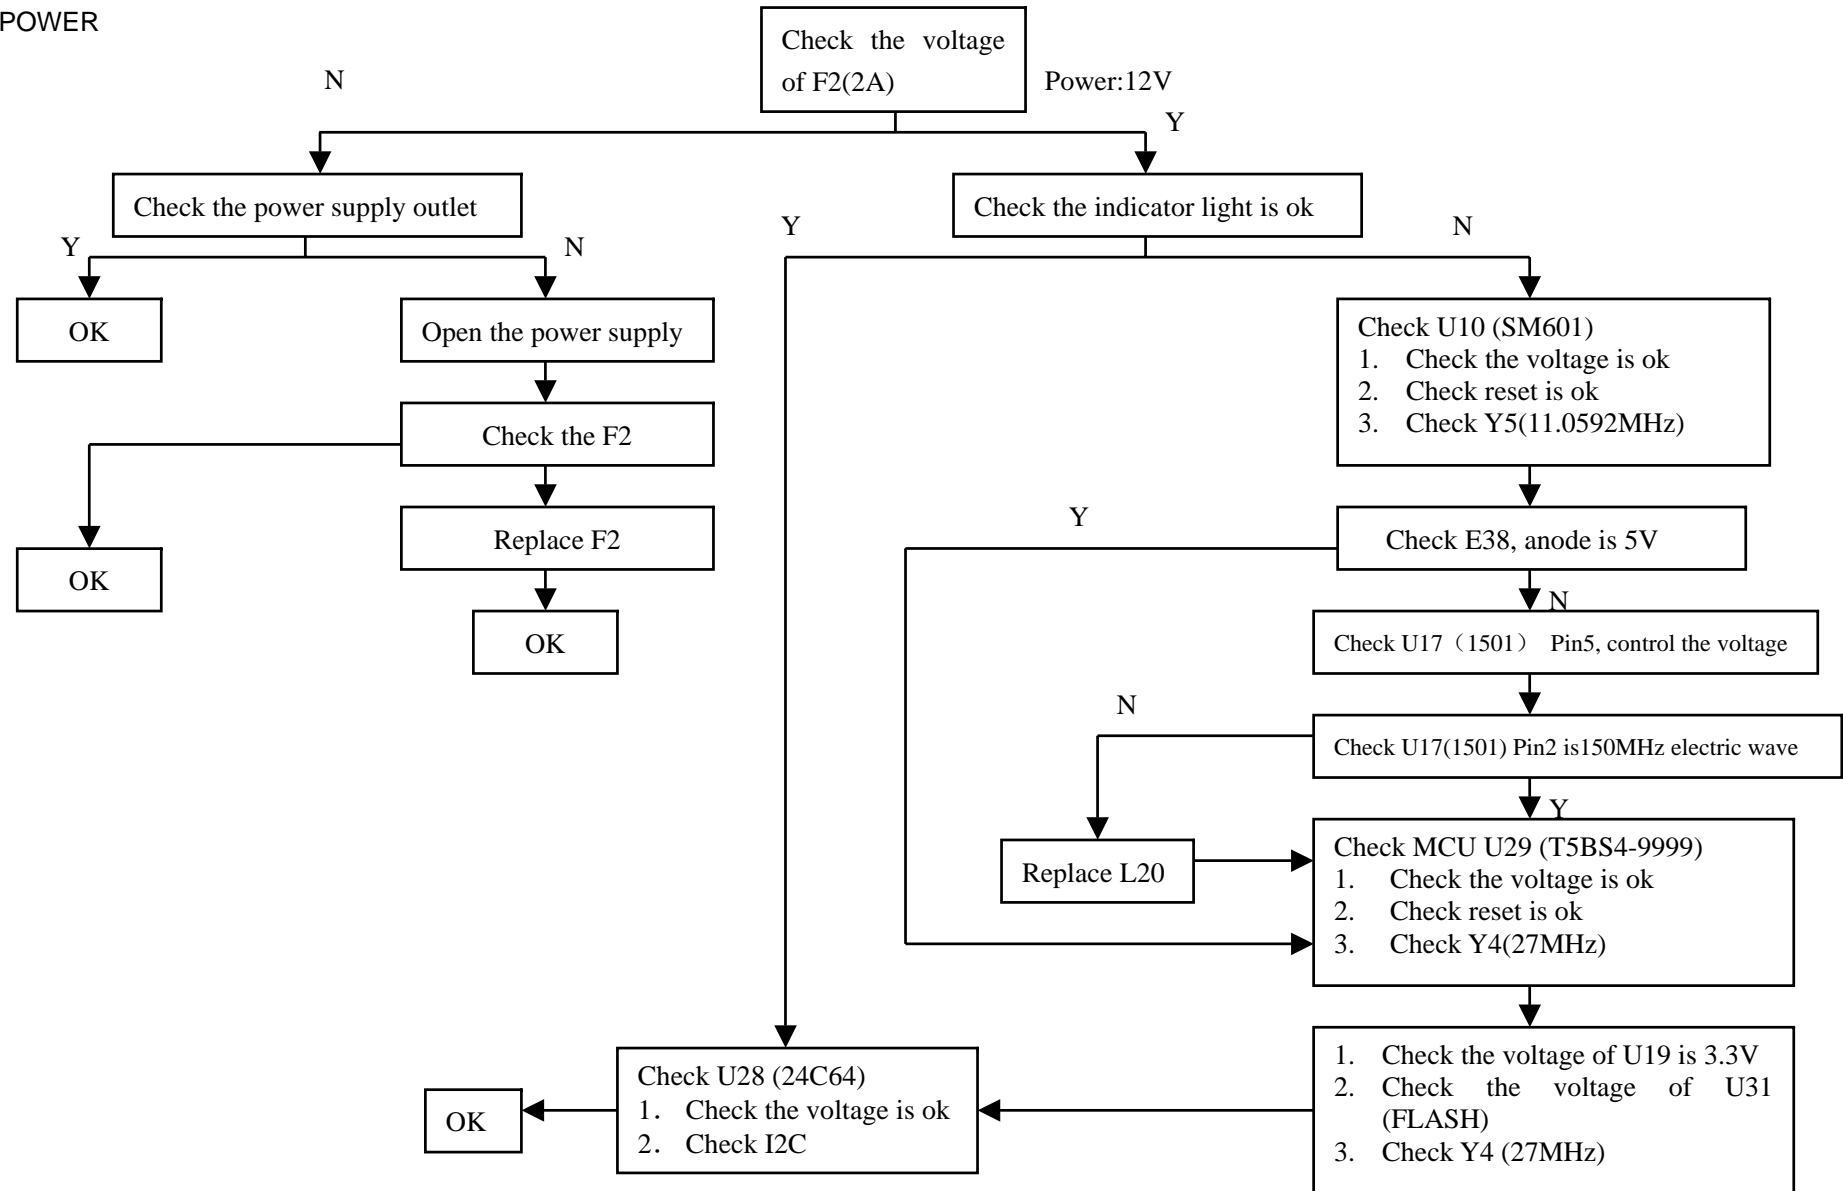 POWER
Check the voltage
of F2(2A)
Power:12V
N
Y
Check the power supply outlet
Check the indicator light is ok
Y
N
Y
N
OK
Open the power supply
Check U10 (SM601)
1. Check the voltage is ok
2. Check reset is ok
3. Check Y5(11.0592MHz)
Check the F2
Replace F2
OK
OK
Y
Check E38, anode is 5V
N
Check U17（1501） Pin5, control the voltage
N
Check U17(1501) Pin2 is150MHz electric wave
Y
Replace L20
Check MCU U29 (T5BS4-9999)
1. Check the voltage is ok
2. Check reset is ok
3. Check Y4(27MHz)
1. Check the voltage of U19 is 3.3V
2. Check the voltage of U31
(FLASH)
3. Check Y4 (27MHz)
Check U28 (24C64)
1. Check the voltage is ok
2. Check I2C
OK